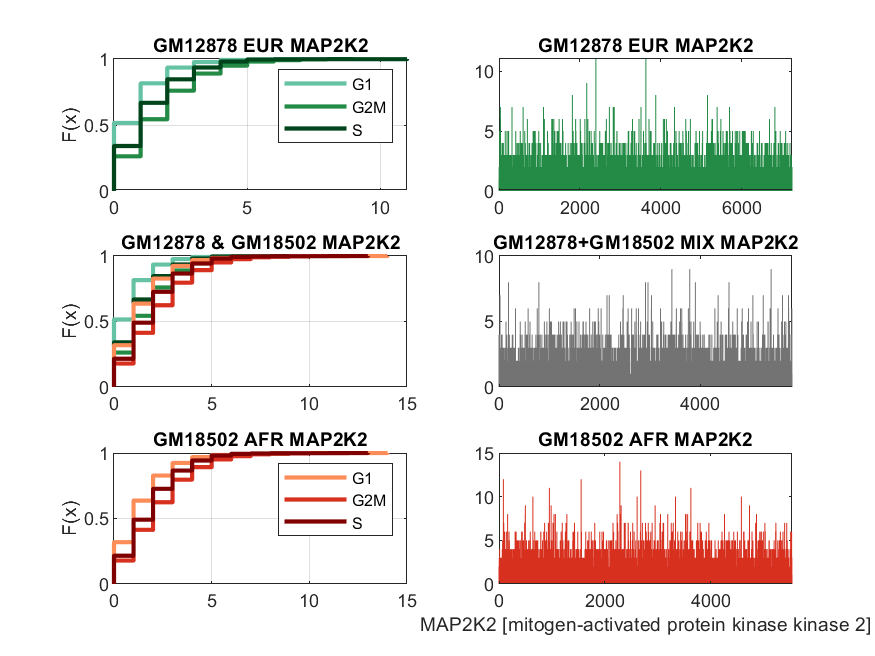 GM12878 EUR MAP2K2
1
0.5
0
F(x)
0 5 10
G1
G2M
S
GM12878 EUR MAP2K2
10
5
0
0 2000 4000 6000
GM12878 & GM18502 MAP2K2
1
0.5
0
F(x)
0 5 10 15
GM12878+GM18502 MIX MAP2K2
10
5
0
0 2000 4000
GM18502 AFR MAP2K2
1
0.5
0
F(x)
0 5 10 15
G1
G2M
S
GM18502 AFR MAP2K2
15
10
5
0
0 2000 4000
MAP2K2 [mitogen-activated protein kinase kinase 2]